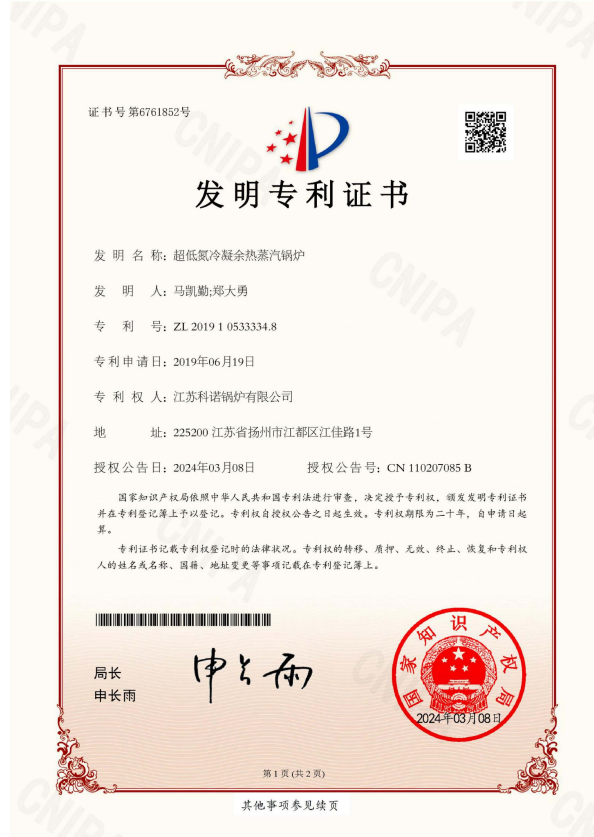 证书号第6761852号
发明专利证书
发明名称：超低氮冷凝余热蒸汽锅炉
发明人：马凯勤;郑大勇
专利号：ZL 2019 1 0533334.8
专利申请日：2019年06月19日
专利权人：江苏科诺锅炉有限公司
地址：225200 江苏省扬州市江都区江佳路1号
授权公告日：2024年03月08日 授权公告号：CN 110207085 B
国家知识产权局依照中华人民共和国专利法进行审查，决定授予专利权，颁发发明专利证书
并在专利登记簿上予以登记。专利权自授权公告之日起生效。专利权期限为二十年，自申请日起
算。
专利证书记载专利权登记时的法律状况。专利权的转移、质押、无效、终止、恢复和专利权
人的姓名或名称、国籍、地址变更等事项记载在专利登记簿上。
局长
申长雨
申长雨
国家知识产权局
2024年03月08日
第 1 页 (共 2 页)
其他事项参见续页
CNIPA
CNIPA
CNIPA
CNIPA
CNIPA
CNIPA